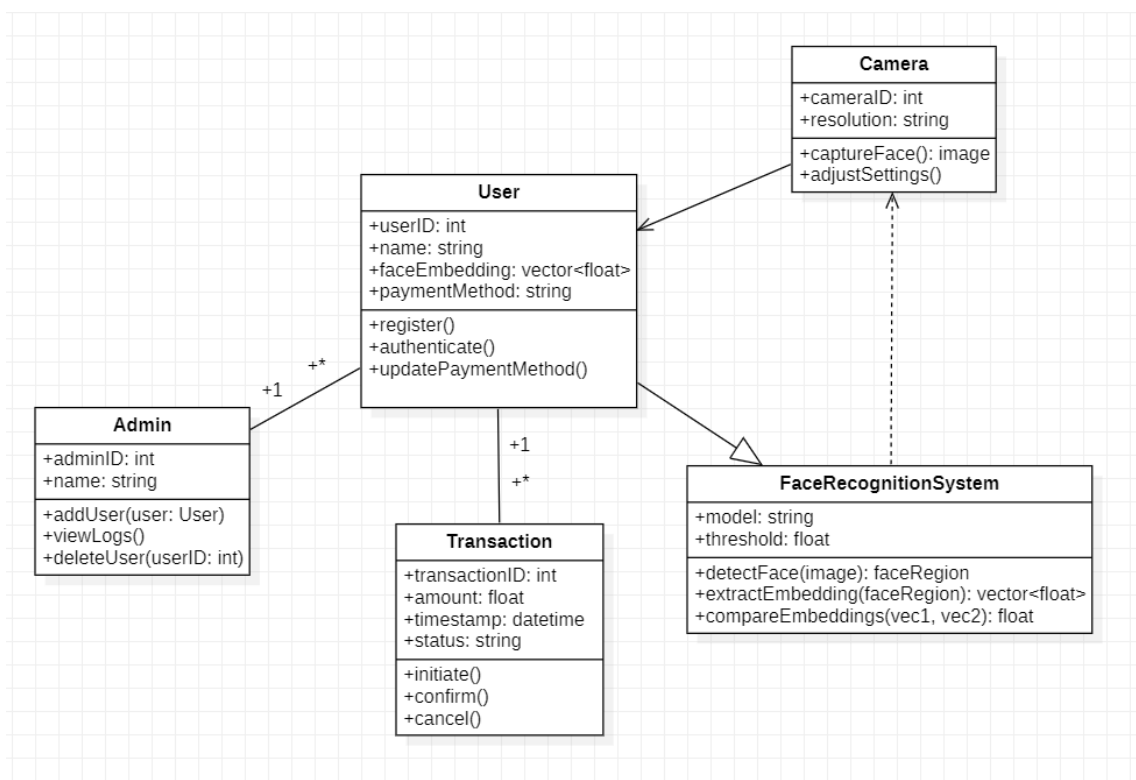 Camera
+cameraID: int
+resolution: string
+captureFace(): image
+adjustSettings()
User
+userID: int
+name: string
+faceEmbedding: vector<float>
+paymentMethod: string
+register()
+authenticate()
+updatePaymentMethod()
+*
+1
Admin
+adminID: int
+name: string
+addUser(user: User)
+viewLogs()
+deleteUser(userID: int)
+1
+*
Transaction
+transactionID: int
+amount: float
+timestamp: datetime
+status: string
+initiate()
+confirm()
+cancel()
FaceRecognitionSystem
+model: string
+threshold: float
+detectFace(image): faceRegion
+extractEmbedding(faceRegion): vector<float>
+compareEmbeddings(vec1, vec2): float